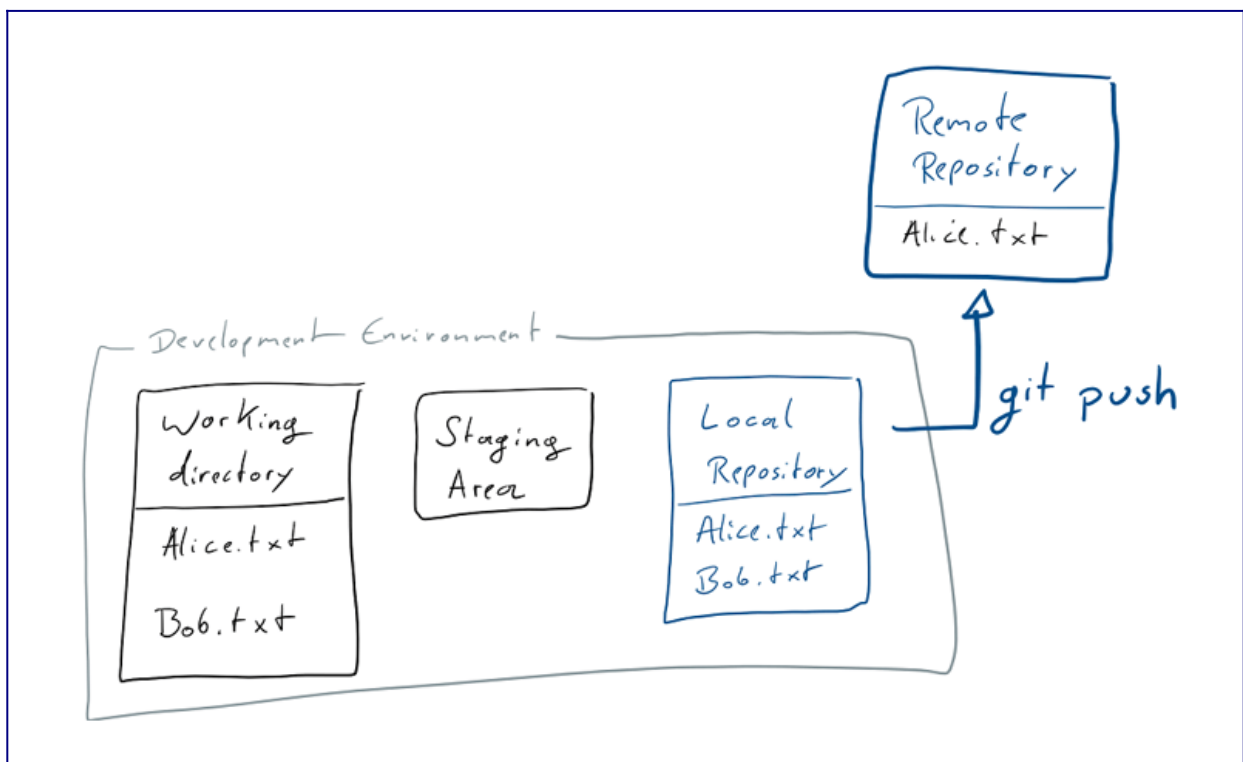 Remote
Repository
Alice.txt
Development Environment
Working
directory
Alice.txt
Bob.txt
Staging
Area
Local
Repository
Alice.txt
Bob.txt
git push